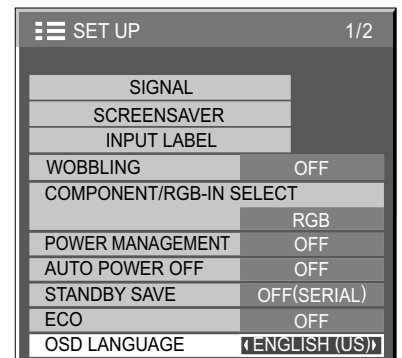 SET UP 1/2
SIGNAL
SCREENSAVER
INPUT LABEL
WOBBLING OFF
COMPONENT/RGB-IN SELECT
RGB
POWER MANAGEMENT OFF
AUTO POWER OFF OFF
STANDBY SAVE OFF(SERIAL)
ECO OFF
OSD LANGUAGE ENGLISH (US)